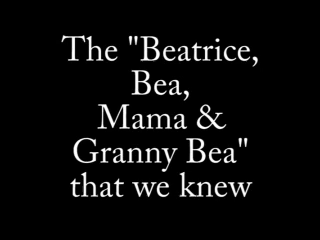 The "Beatrice,
Bea,
Mama &
Granny Bea"
that we knew